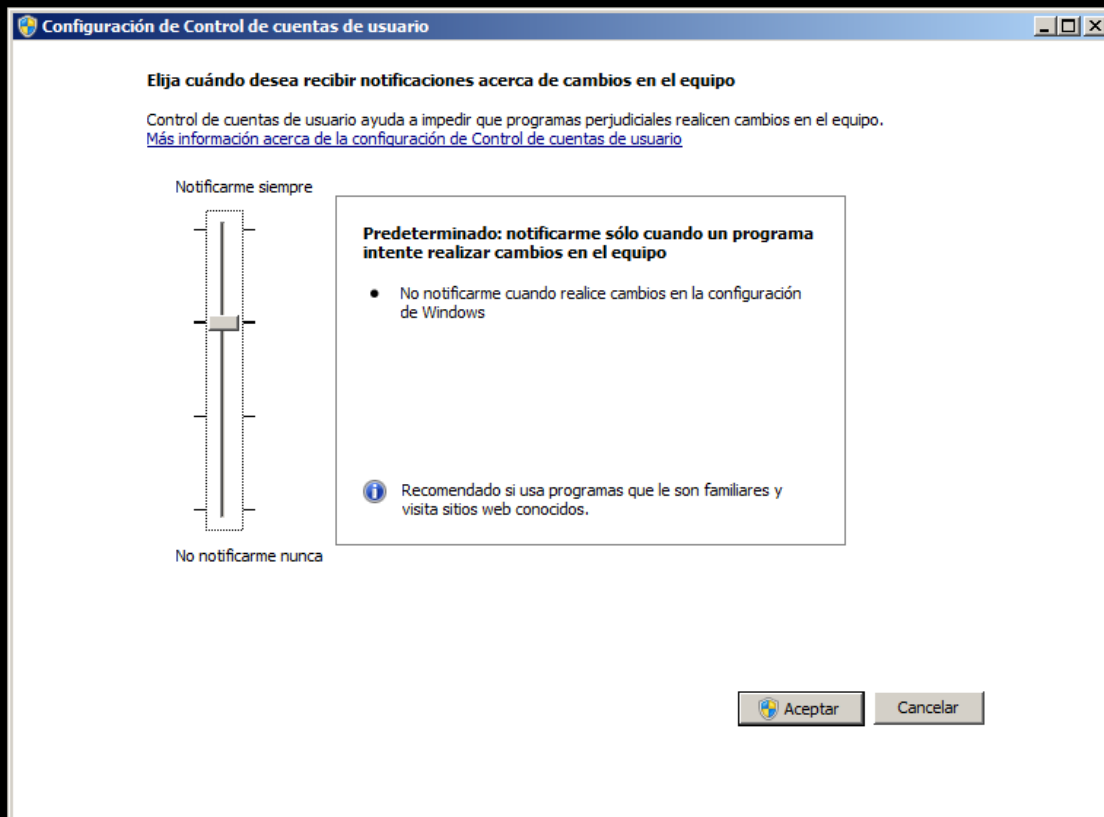 Configuración de Control de cuentas de usuario
Elija cuándo desea recibir notificaciones acerca de cambios en el equipo
Control de cuentas de usuario ayuda a impedir que programas perjudiciales realicen cambios en el equipo.
Más información acerca de la configuración de Control de cuentas de usuario
Notificarme siempre
Predeterminado: notificarme sólo cuando un programa
intente realizar cambios en el equipo
• No notificarme cuando realice cambios en la configuración
de Windows
Recomendado si usa programas que le son familiares y
visita sitios web conocidos.
No notificarme nunca
Aceptar
Cancelar